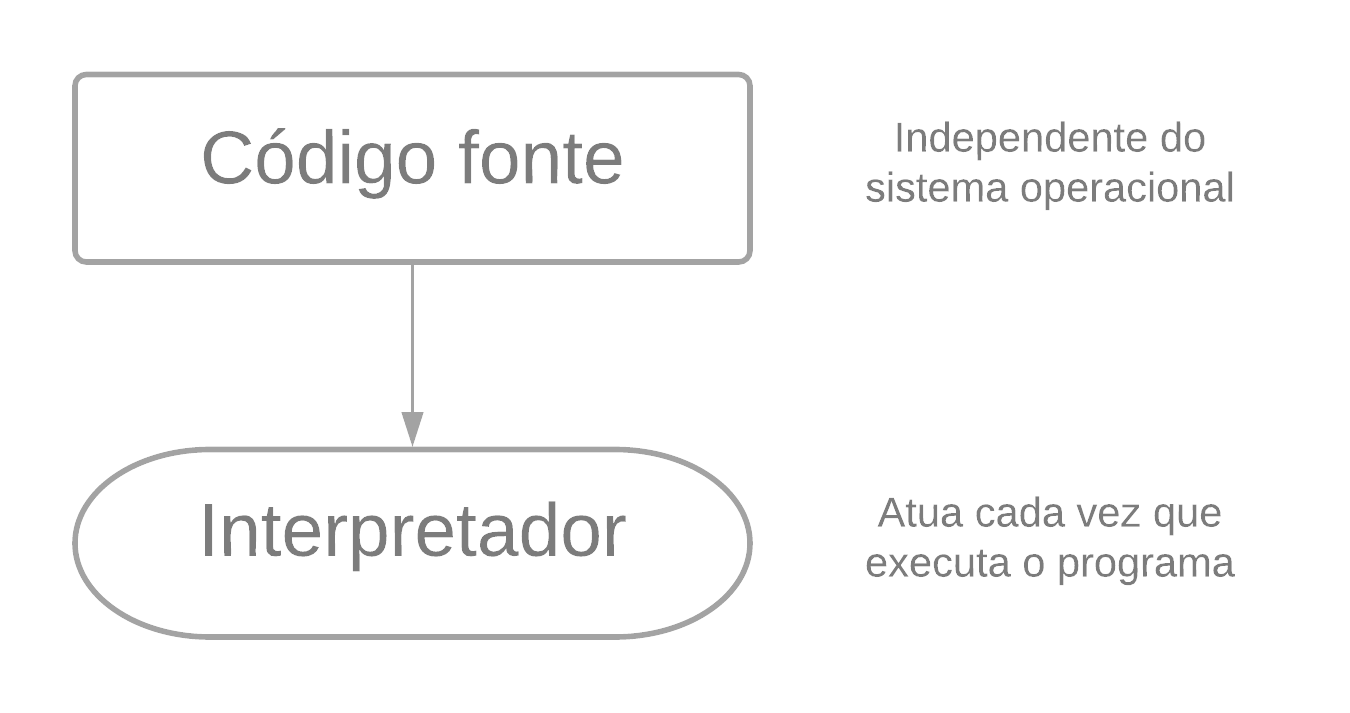 Código fonte
Independente do
sistema operacional
Interpretador
Atua cada vez que
executa o programa